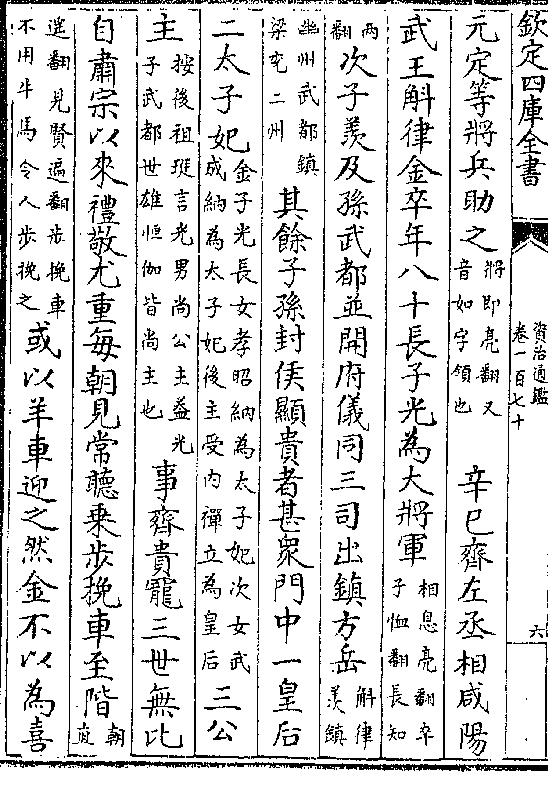 欽定四庫全書
資治通鑑
卷一百七十
六
元定等將兵助之將即亮翻又音如字領也辛巳齊左丞相咸陽
武王斛律金卒年八十長子光為大將軍相息亮翻卒子恤翻長知
兩翻次子羨及孫武都並開府儀同三司出鎮方岳斛律羨鎮
幽州武都鎮梁屯二州其餘子孫封侯顯貴者甚衆門中一皇后
二太子妃金子光長女孝昭納為太子妃次女武成納為太子妃後主受内禪立為皇后三公
主按後祖珽言光男尚公主葢光子武都世雄恒伽皆尚主也事齊貴寵三世無比
自肅宗以來禮敬尤重每朝見常聽乗步挽車至階朝直
遥翻見賢遍翻步挽車不用牛馬令人步挽之或以羊車迎之然金不以為喜